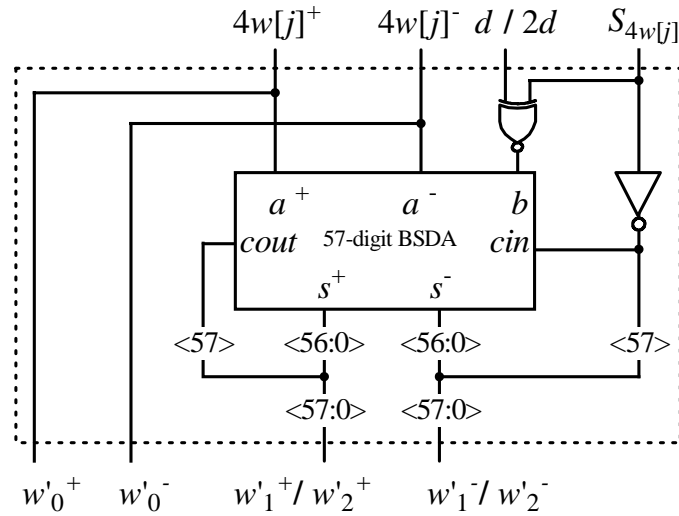 4w[j]⁺ 4w[j]⁻ d / 2d S₄w[j]
a⁺ a⁻ b
cout 57-digit BSDA cin
s⁺ s⁻
<57> <56:0> <56:0> <57>
<57:0> <57:0>
w'₀⁺ w'₀⁻ w'₁⁺/ w'₂⁺ w'₁⁻/ w'₂⁻